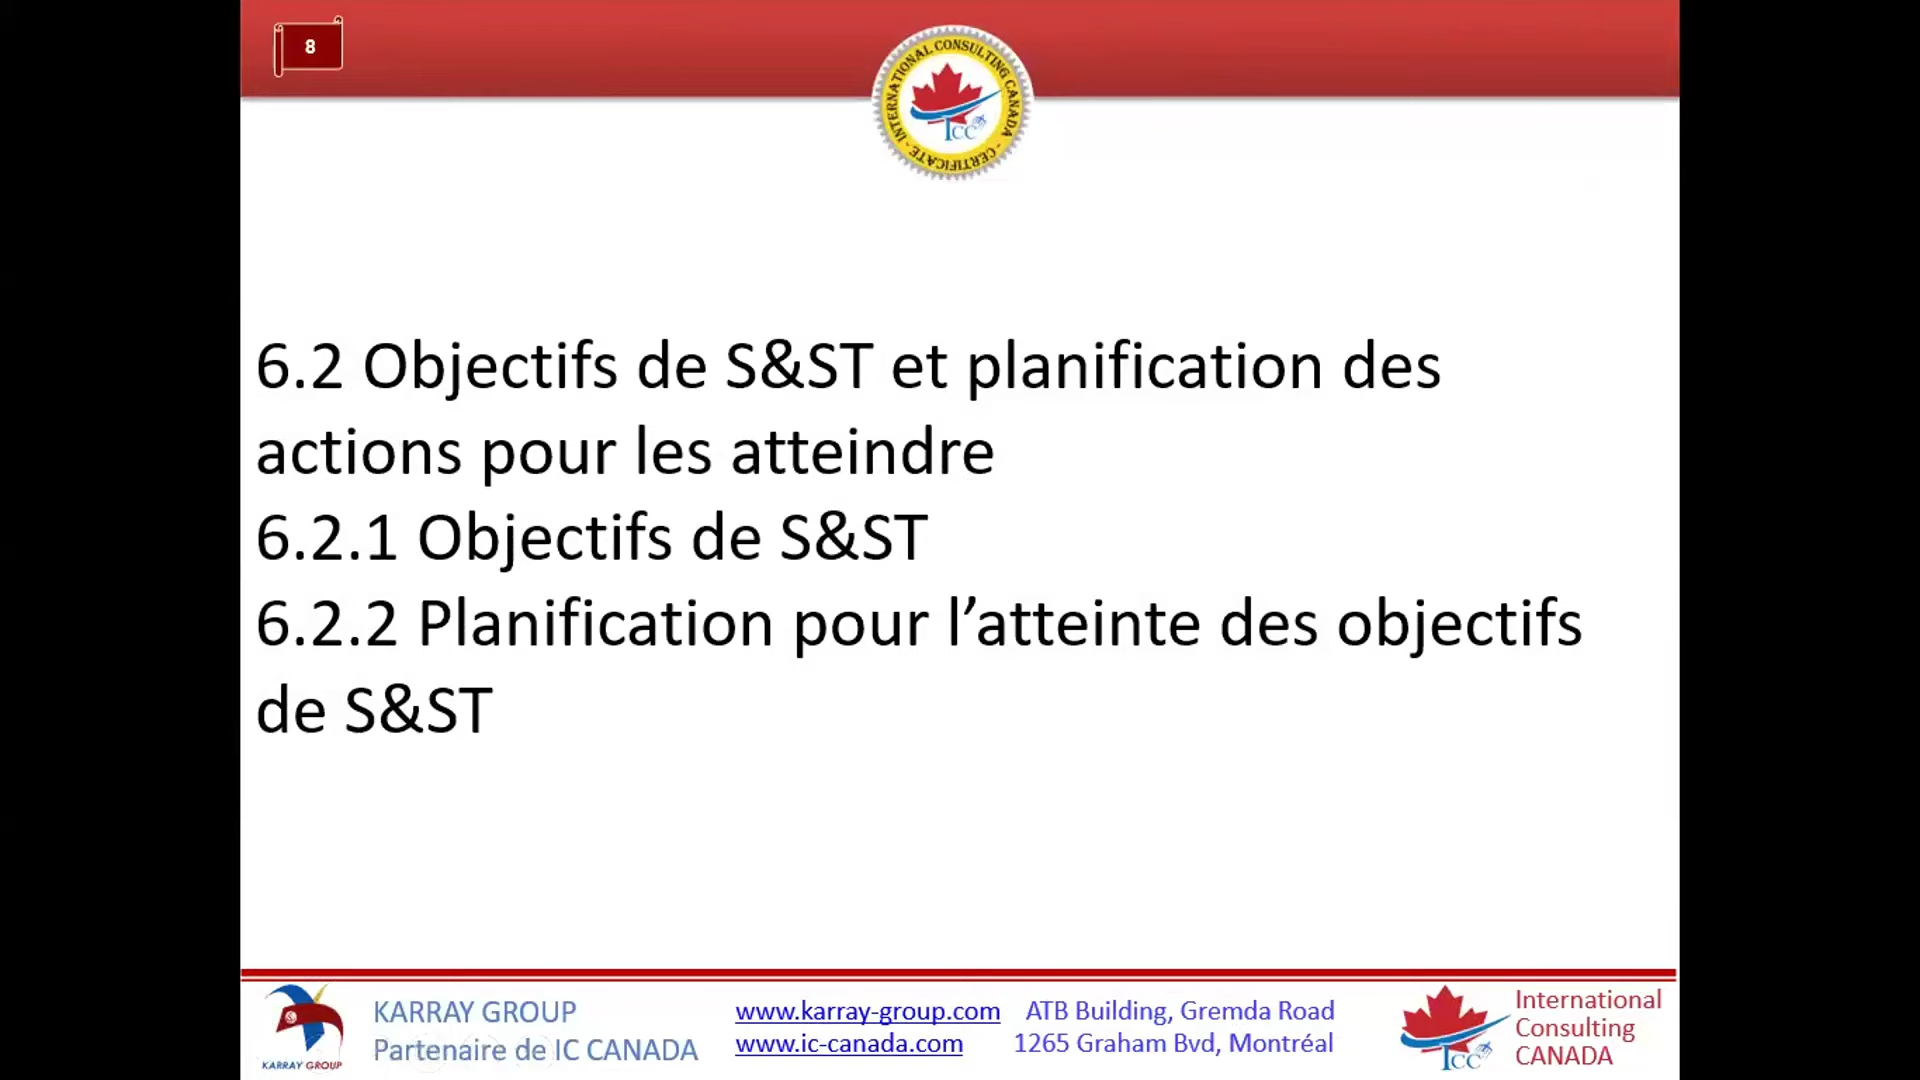 8
INTERNATIONAL CONSULTING CANADA
- CERTIFICATE -
ICC
6.2 Objectifs de S&ST et planification des
actions pour les atteindre
6.2.1 Objectifs de S&ST
6.2.2 Planification pour l’atteinte des objectifs
de S&ST
KARRAY GROUP
KARRAY GROUP
Partenaire de IC CANADA
www.karray-group.com ATB Building, Gremda Road
www.ic-canada.com 1265 Graham Bvd, Montréal
ICC
International
Consulting
CANADA